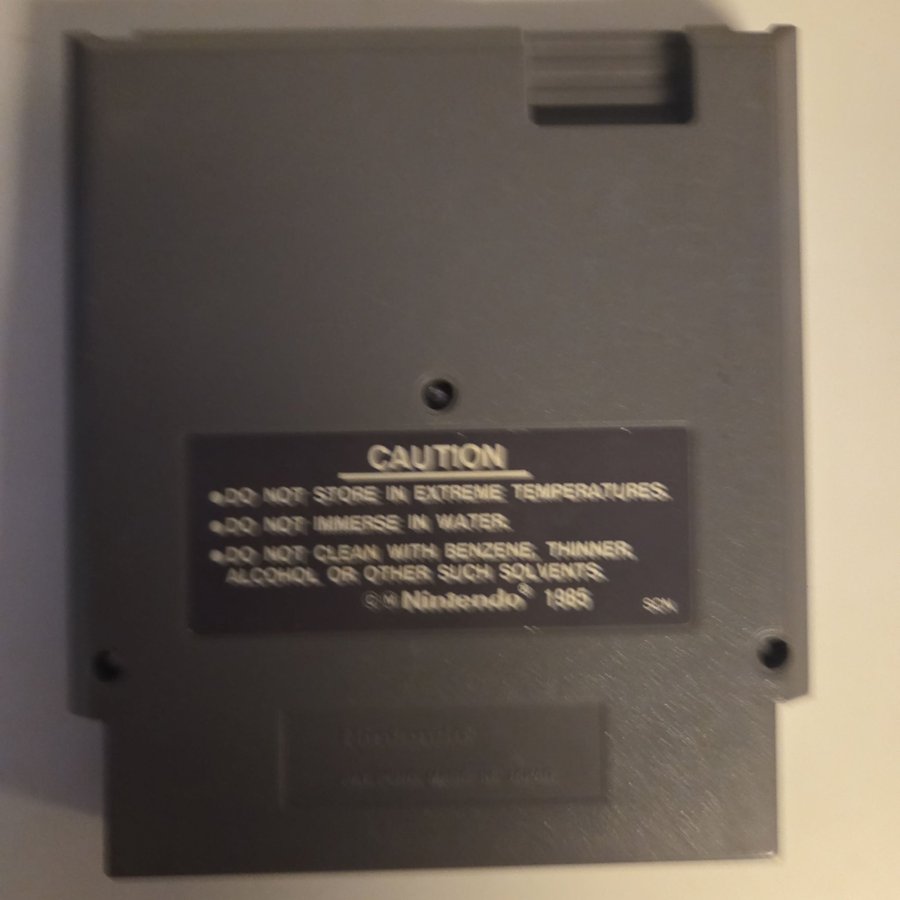 CAUTION
•DO NOT STORE IN EXTREME TEMPERATURES.
•DO NOT IMMERSE IN WATER.
•DO NOT CLEAN WITH BENZENE, THINNER,
ALCOHOL OR OTHER SUCH SOLVENTS.
Nintendo® 1985
Nintendo